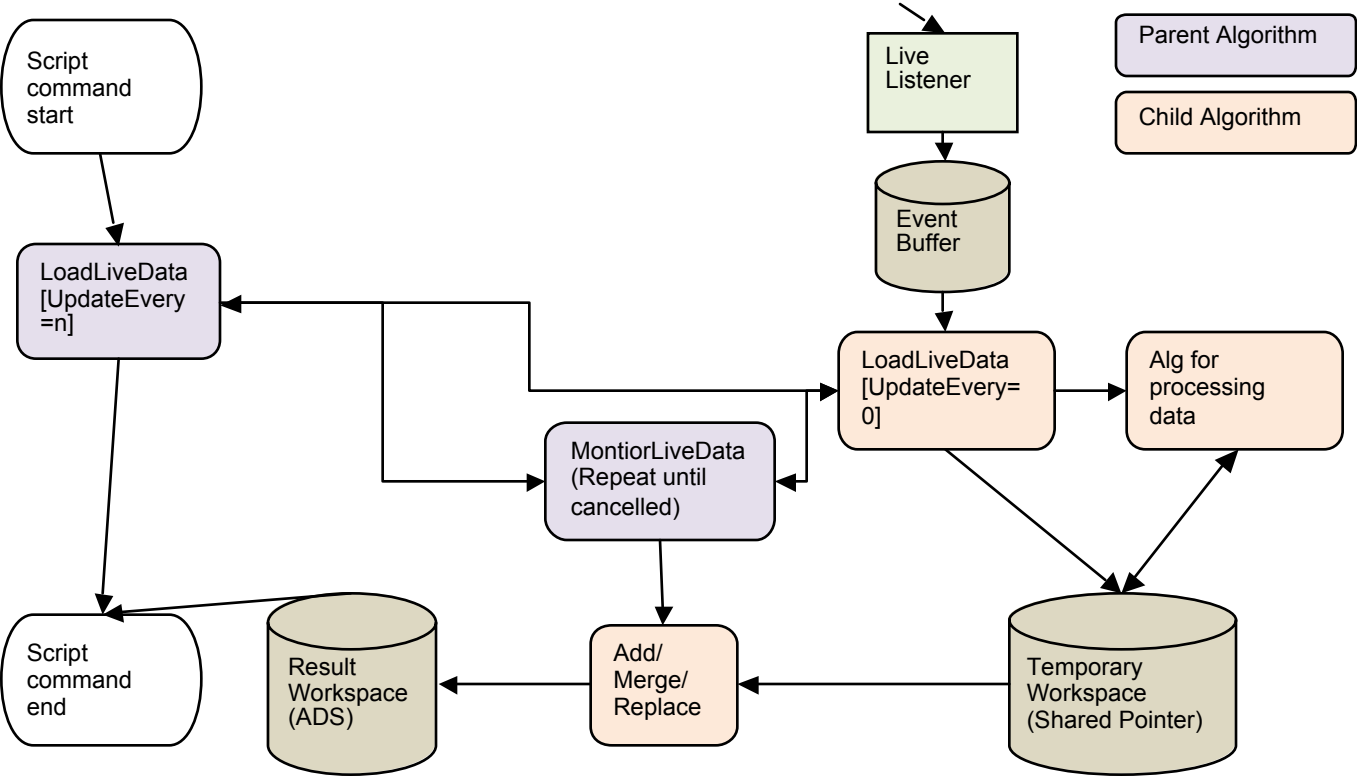 Script
command
start
Live
Listener
Parent Algorithm
Child Algorithm
Event
Buffer
LoadLiveData
[UpdateEvery
=n]
LoadLiveData
[UpdateEvery=
0]
Alg for
processing
data
MontiorLiveData
(Repeat until
cancelled)
Script
command
end
Result
Workspace
(ADS)
Add/
Merge/
Replace
Temporary
Workspace
(Shared Pointer)